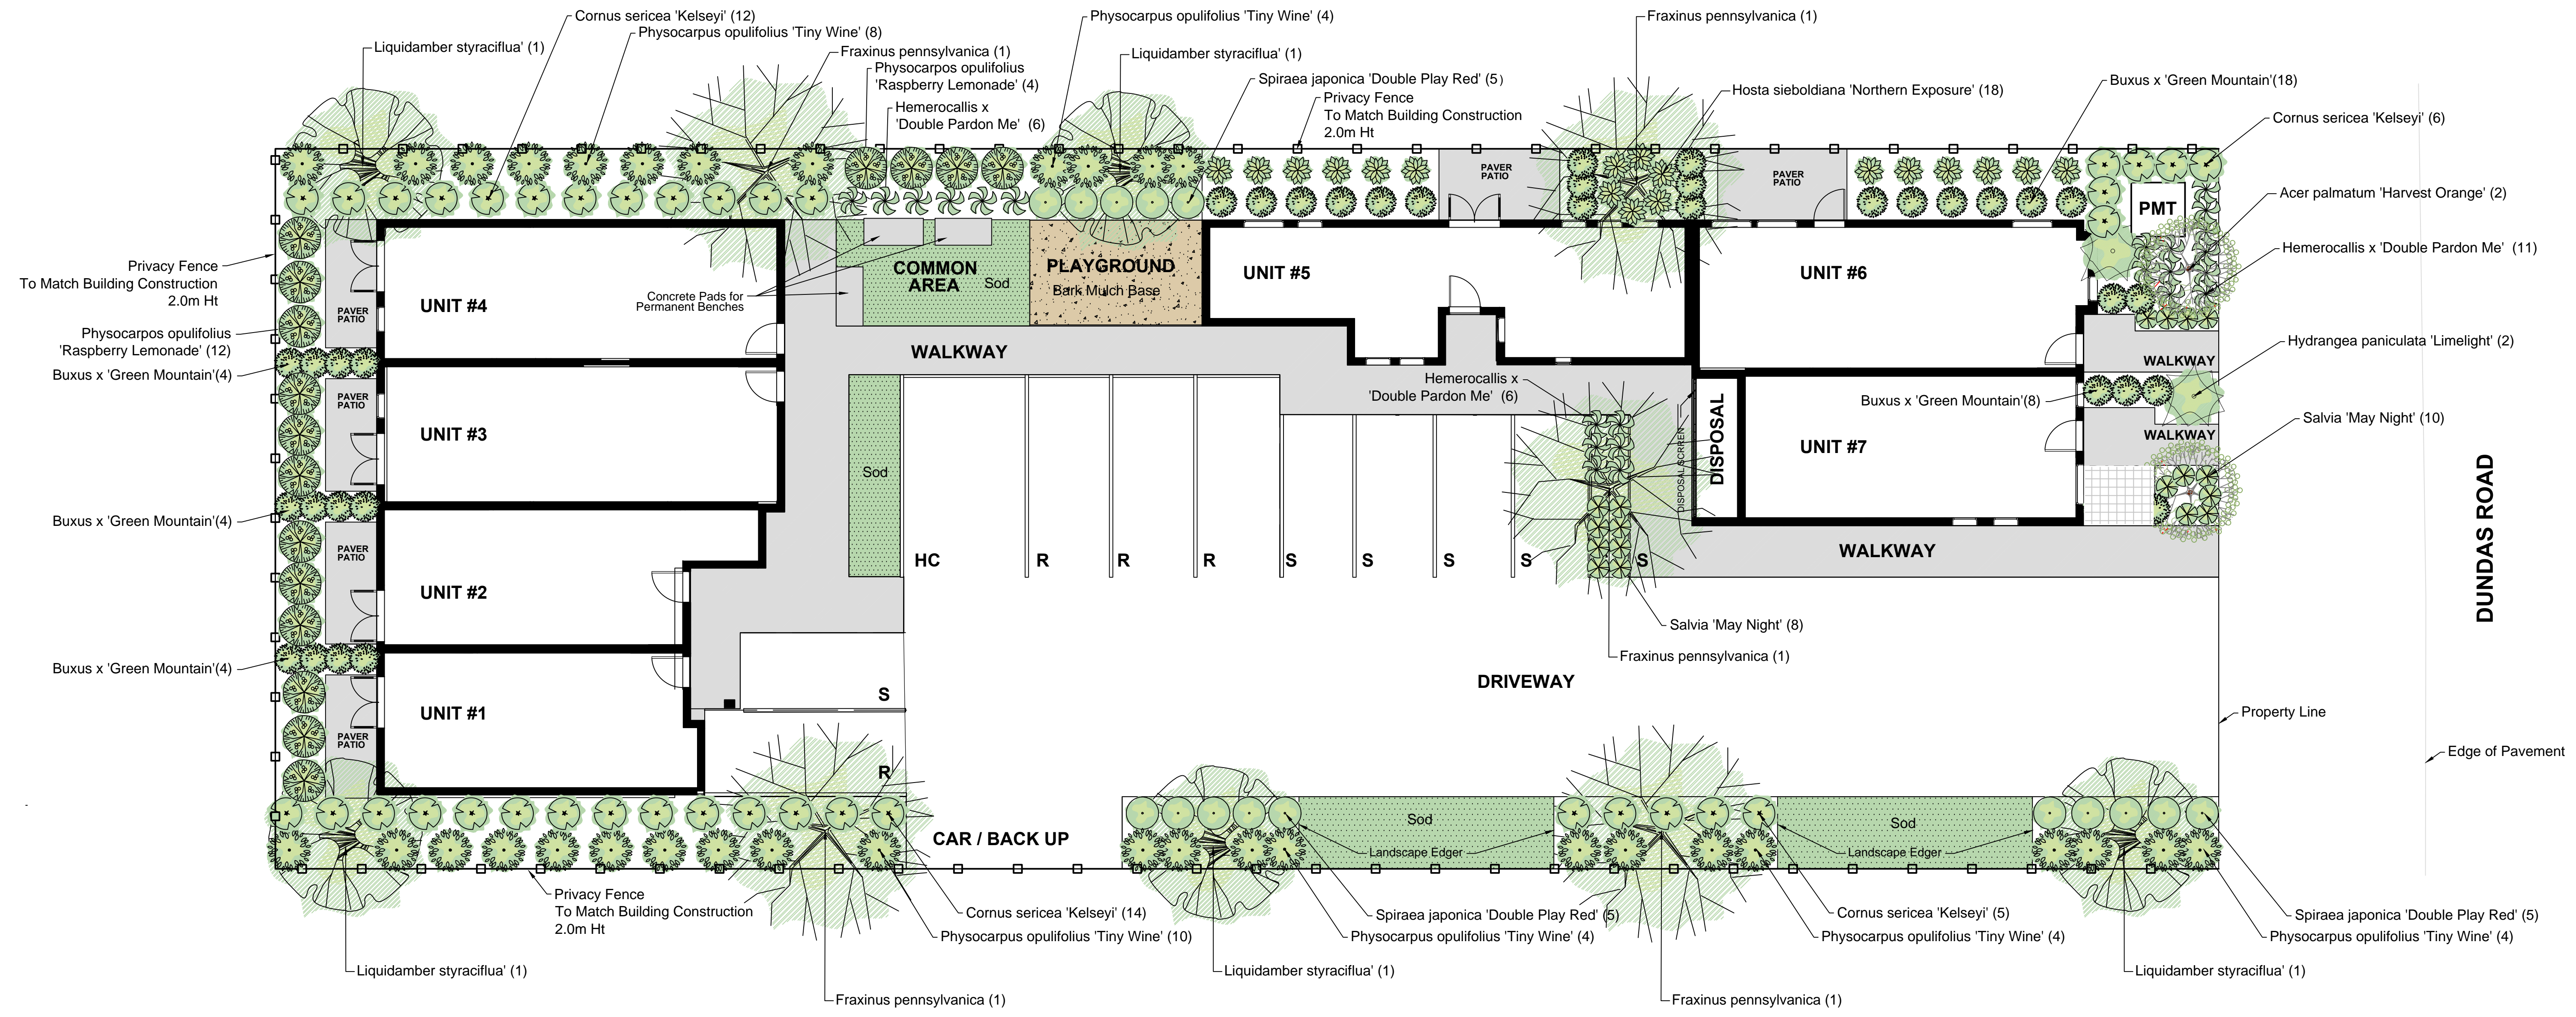 Cornus sericea 'Kelseyi' (12)
Physocarpus opulifolius 'Tiny Wine' (8)
Liquidamber styraciflua' (1)
Fraxinus pennsylvanica (1)
Physocarpos opulifolius
'Raspberry Lemonade' (4)
Hemerocallis x
'Double Pardon Me' (6)
Physocarpus opulifolius 'Tiny Wine' (4)
Liquidamber styraciflua' (1)
Spiraea japonica 'Double Play Red' (5)
Privacy Fence
To Match Building Construction
2.0m Ht
Fraxinus pennsylvanica (1)
Hosta sieboldiana 'Northern Exposure' (18)
Buxus x 'Green Mountain'(18)
Cornus sericea 'Kelseyi' (6)
Acer palmatum 'Harvest Orange' (2)
Hemerocallis x 'Double Pardon Me' (11)
Hydrangea paniculata 'Limelight' (2)
Salvia 'May Night' (10)
Privacy Fence
To Match Building Construction
2.0m Ht
Physocarpos opulifolius
'Raspberry Lemonade' (12)
Buxus x 'Green Mountain'(4)
Buxus x 'Green Mountain'(4)
Buxus x 'Green Mountain'(4)
PAVER
PATIO
PAVER
PATIO
PAVER
PATIO
PAVER
PATIO
UNIT #4
UNIT #3
UNIT #2
UNIT #1
Concrete Pads for
Permanent Benches
COMMON
AREA
Sod
PLAYGROUND
Bark Mulch Base
WALKWAY
UNIT #5
PAVER
PATIO
PAVER
PATIO
UNIT #6
PMT
WALKWAY
WALKWAY
Hemerocallis x
'Double Pardon Me' (6)
DISPOSAL SCREEN
DISPOSAL
Buxus x 'Green Mountain'(8)
UNIT #7
WALKWAY
Sod
HC
R
R
R
S
S
S
S
S
Salvia 'May Night' (8)
Fraxinus pennsylvanica (1)
DRIVEWAY
S
R
DUNDAS ROAD
Property Line
Edge of Pavement
CAR / BACK UP
Sod
Landscape Edger
Sod
Landscape Edger
Privacy Fence
To Match Building Construction
2.0m Ht
Cornus sericea 'Kelseyi' (14)
Physocarpus opulifolius 'Tiny Wine' (10)
Spiraea japonica 'Double Play Red' (5)
Physocarpus opulifolius 'Tiny Wine' (4)
Cornus sericea 'Kelseyi' (5)
Physocarpus opulifolius 'Tiny Wine' (4)
Spiraea japonica 'Double Play Red' (5)
Physocarpus opulifolius 'Tiny Wine' (4)
Liquidamber styraciflua' (1)
Fraxinus pennsylvanica (1)
Liquidamber styraciflua' (1)
Fraxinus pennsylvanica (1)
Liquidamber styraciflua' (1)